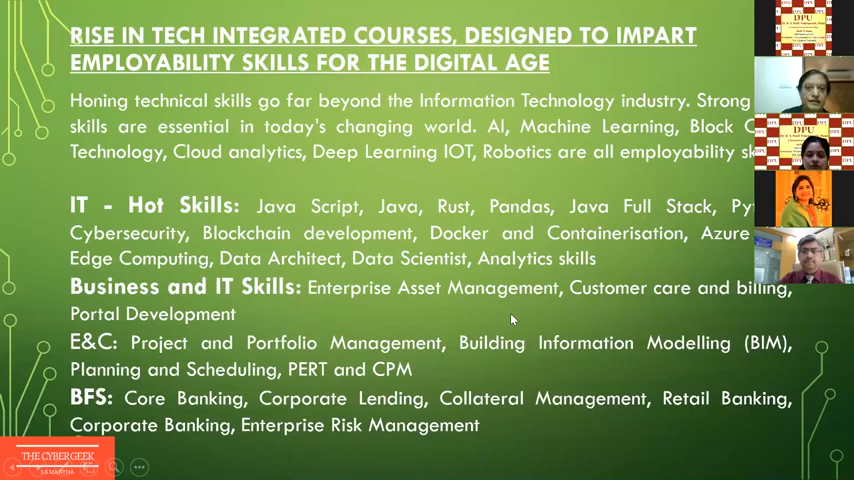 RISE IN TECH INTEGRATED COURSES, DESIGNED TO IMPART
EMPLOYABILITY SKILLS FOR THE DIGITAL AGE
Honing technical skills go far beyond the Information Technology industry. Strong
skills are essential in today's changing world. AI, Machine Learning, Block
Technology, Cloud analytics, Deep Learning IOT, Robotics are all employability
IT - Hot Skills: Java Script, Java, Rust, Pandas, Java Full Stack,
Cybersecurity, Blockchain development, Docker and Containerisation, Azure
Edge Computing, Data Architect, Data Scientist, Analytics skills
Business and IT Skills: Enterprise Asset Management, Customer care and billing,
Portal Development
E&C: Project and Portfolio Management, Building Information Modelling (BIM),
Planning and Scheduling, PERT and CPM
BFS: Core Banking, Corporate Lending, Collateral Management, Retail Banking,
Corporate Banking, Enterprise Risk Management
THE CYBERGEEK
DPU
DPU